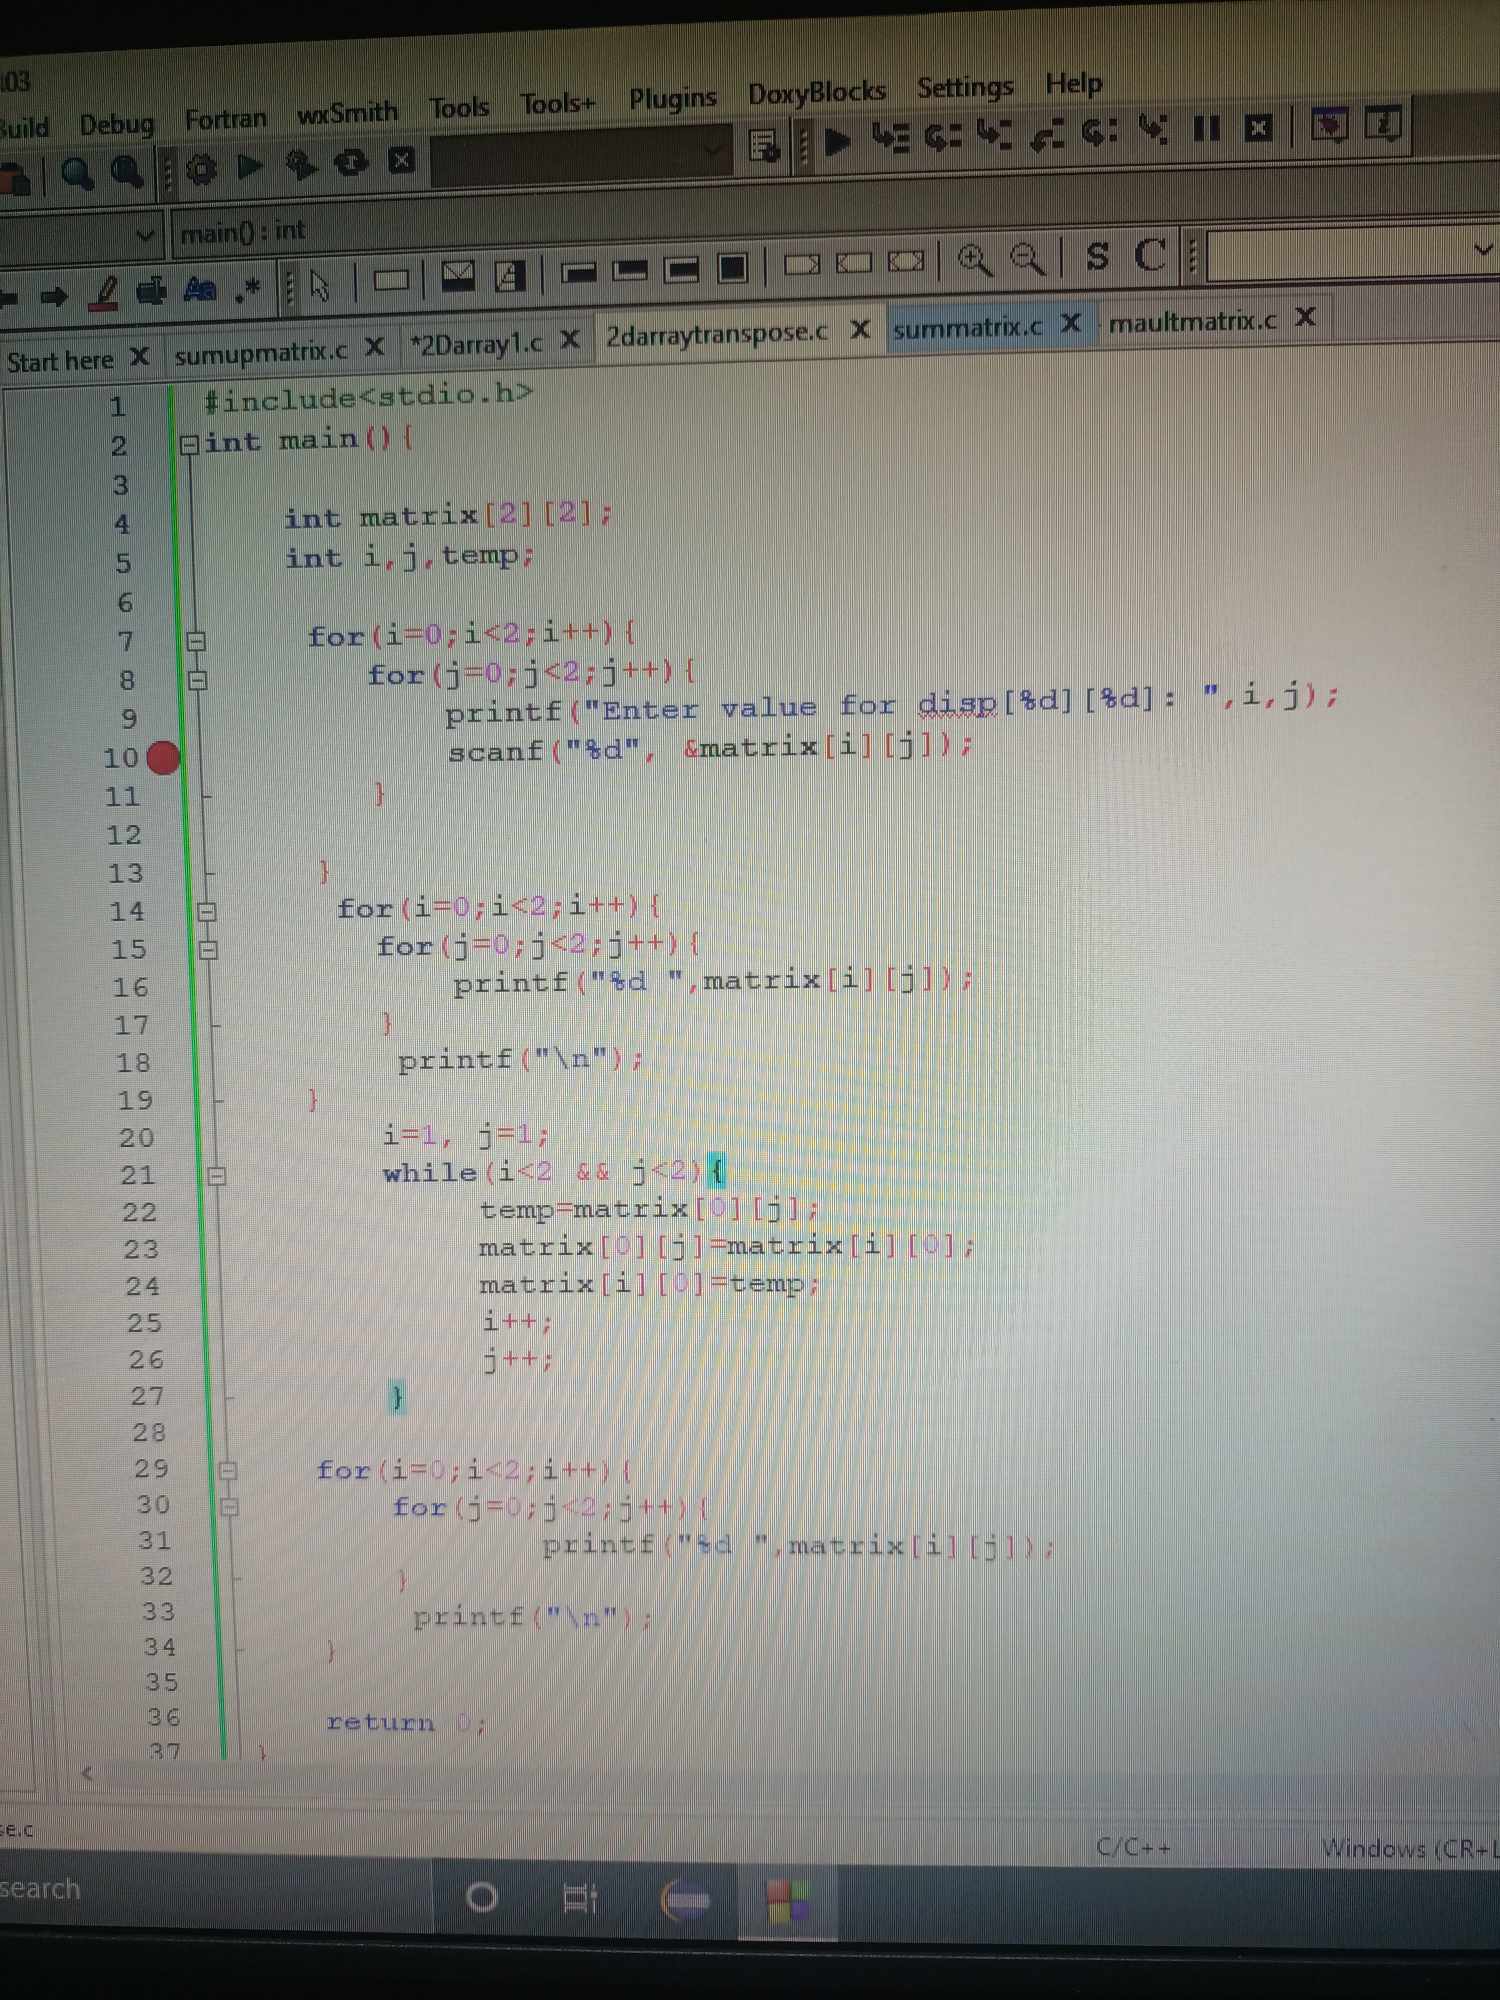 Debug Fortran wxSmith Tools Tools+ Plugins DoxyBlocks Settings Help
main() : int
Aa .* S C
Start here X sumupmatrix.c X *2Darray1.c X 2darraytranspose.c X summatrix.c X maultmatrix.c X
1 #include<stdio.h>
2 int main(){
3
4 int matrix[2][2];
5 int i,j,temp;
6
7 for(i=0;i<2;i++){
8 for(j=0;j<2;j++){
9 printf("Enter value for disp[%d][%d]: ",i,j);
10 scanf("%d", &matrix[i][j]);
11 }
12
13 }
14 for(i=0;i<2;i++){
15 for(j=0;j<2;j++){
16 printf("%d ",matrix[i][j]);
17 }
18 printf("\n");
19 }
20 i=1, j=1;
21 while(i<2 && j<2){
22 temp=matrix[0][j];
23 matrix[0][j]=matrix[i][0];
24 matrix[i][0]=temp;
25 i++;
26 j++;
27 }
28
29 for(i=0;i<2;i++){
30 for(j=0;j<2;j++){
31 printf("%d ",matrix[i][j]);
32 }
33 printf("\n");
34 }
35
36 return 0;
37 }
se.c C/C++ Windows (CR+L
search